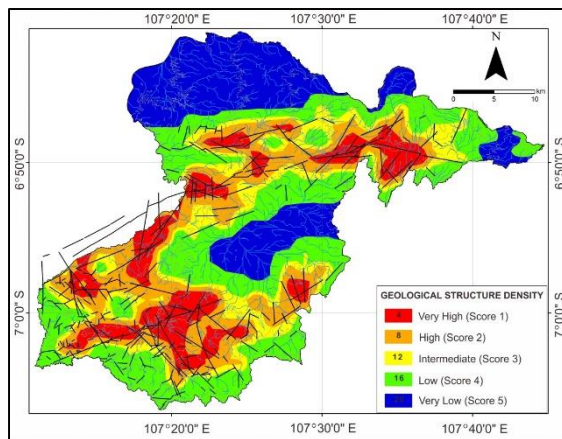 107°20'0" E 107°30'0" E 107°40'0" E
N
0 5 10
km
6°50'0" S 6°50'0" S
7°0'0" S 7°0'0" S
GEOLOGICAL STRUCTURE DENSITY
4 Very High (Score 1)
8 High (Score 2)
12 Intermediate (Score 3)
16 Low (Score 4)
Very Low (Score 5)
107°20'0" E 107°30'0" E 107°40'0" E